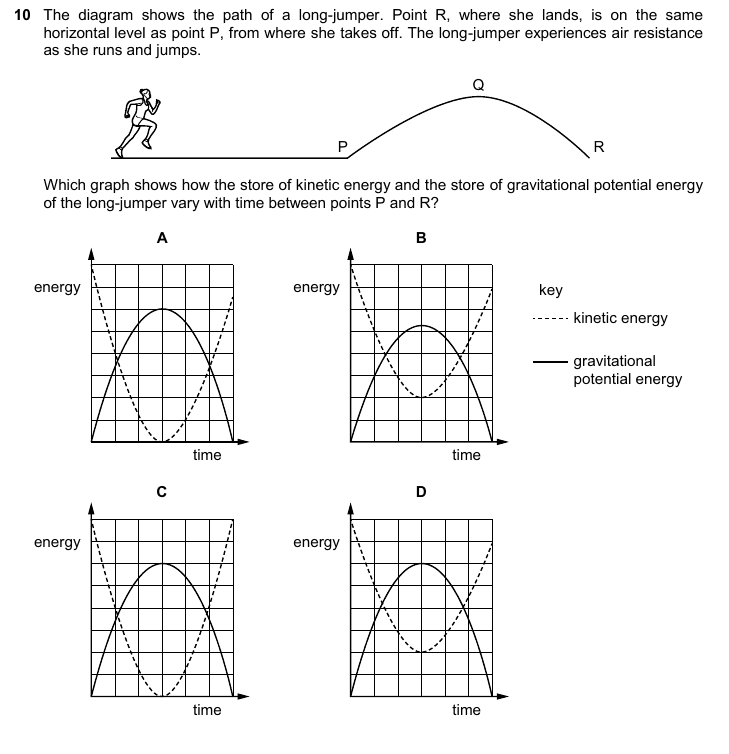 10 The diagram shows the path of a long-jumper. Point R, where she lands, is on the same
horizontal level as point P, from where she takes off. The long-jumper experiences air resistance
as she runs and jumps.
Q
P
R
Which graph shows how the store of kinetic energy and the store of gravitational potential energy
of the long-jumper vary with time between points P and R?
A
B
energy
energy
key
kinetic energy
gravitational
potential energy
time
time
C
D
energy
energy
time
time